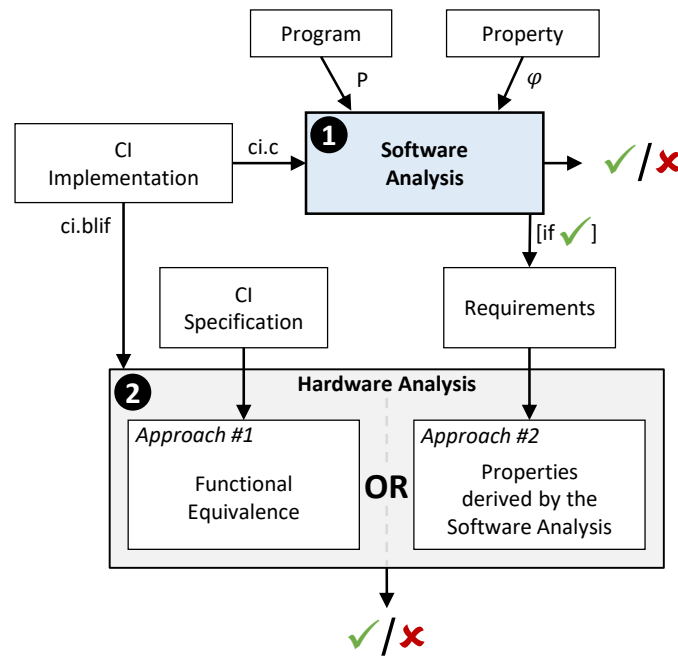 Program
Property
P
φ
1
Software
Analysis
CI
Implementation
ci.c
✓/✘
ci.blif
[if ✓]
CI
Specification
Requirements
2
Hardware Analysis
Approach #1
Functional
Equivalence
OR
Approach #2
Properties
derived by the
Software Analysis
✓/✘